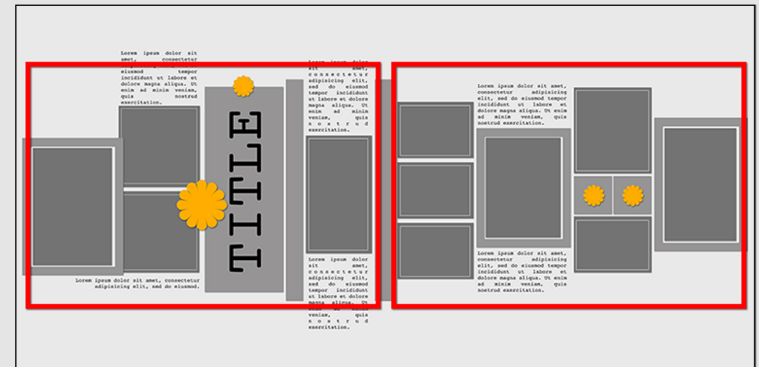 Lorem ipsum dolor sit
amet, consectetur
eiusmod tempor
incididunt ut labore et
dolore magna aliqua. Ut
enim ad minim veniam,
quis nostrud
exercitation.
TITLE
Lorem ipsum dolor sit amet, consectetur
adipisicing elit, sed do eiusmod.
sit amet,
consectetur
adipisicing elit,
sed do eiusmod
tempor incididunt
ut labore et dolore
magna aliqua. Ut
enim ad minim
veniam, quis
nostrud
exercitation.
Lorem ipsum dolor
sit amet,
consectetur
adipisicing elit,
sed do eiusmod
tempor incididunt
ut labore et dolore
magna aliqua. Ut
enim ad minim
veniam, quis
nostrud
exercitation.
Lorem ipsum dolor sit amet,
consectetur adipisicing
elit, sed do eiusmod tempor
incididunt ut labore et
dolore magna aliqua. Ut enim
ad minim veniam, quis
nostrud exercitation.
Lorem ipsum dolor sit amet,
consectetur adipisicing
elit, sed do eiusmod tempor
incididunt ut labore et
dolore magna aliqua. Ut enim
ad minim veniam, quis
nostrud exercitation.